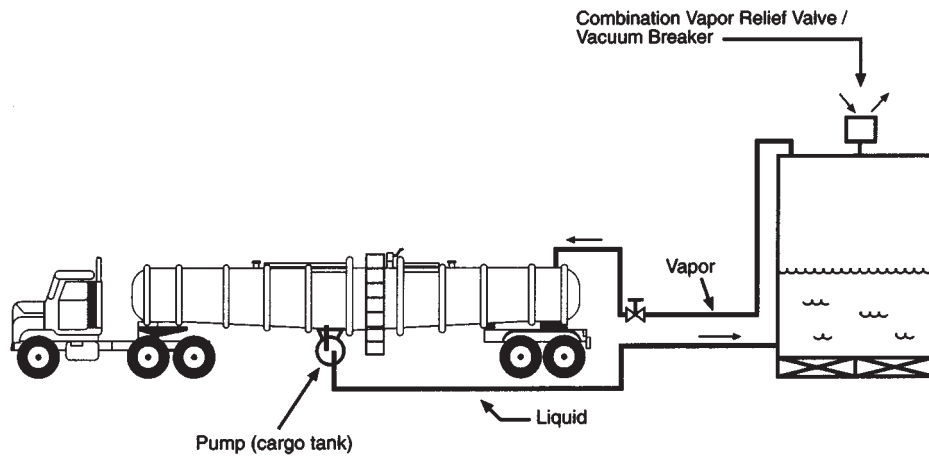 Combination Vapor Relief Valve /
Vacuum Breaker
Vapor
Liquid
Pump (cargo tank)